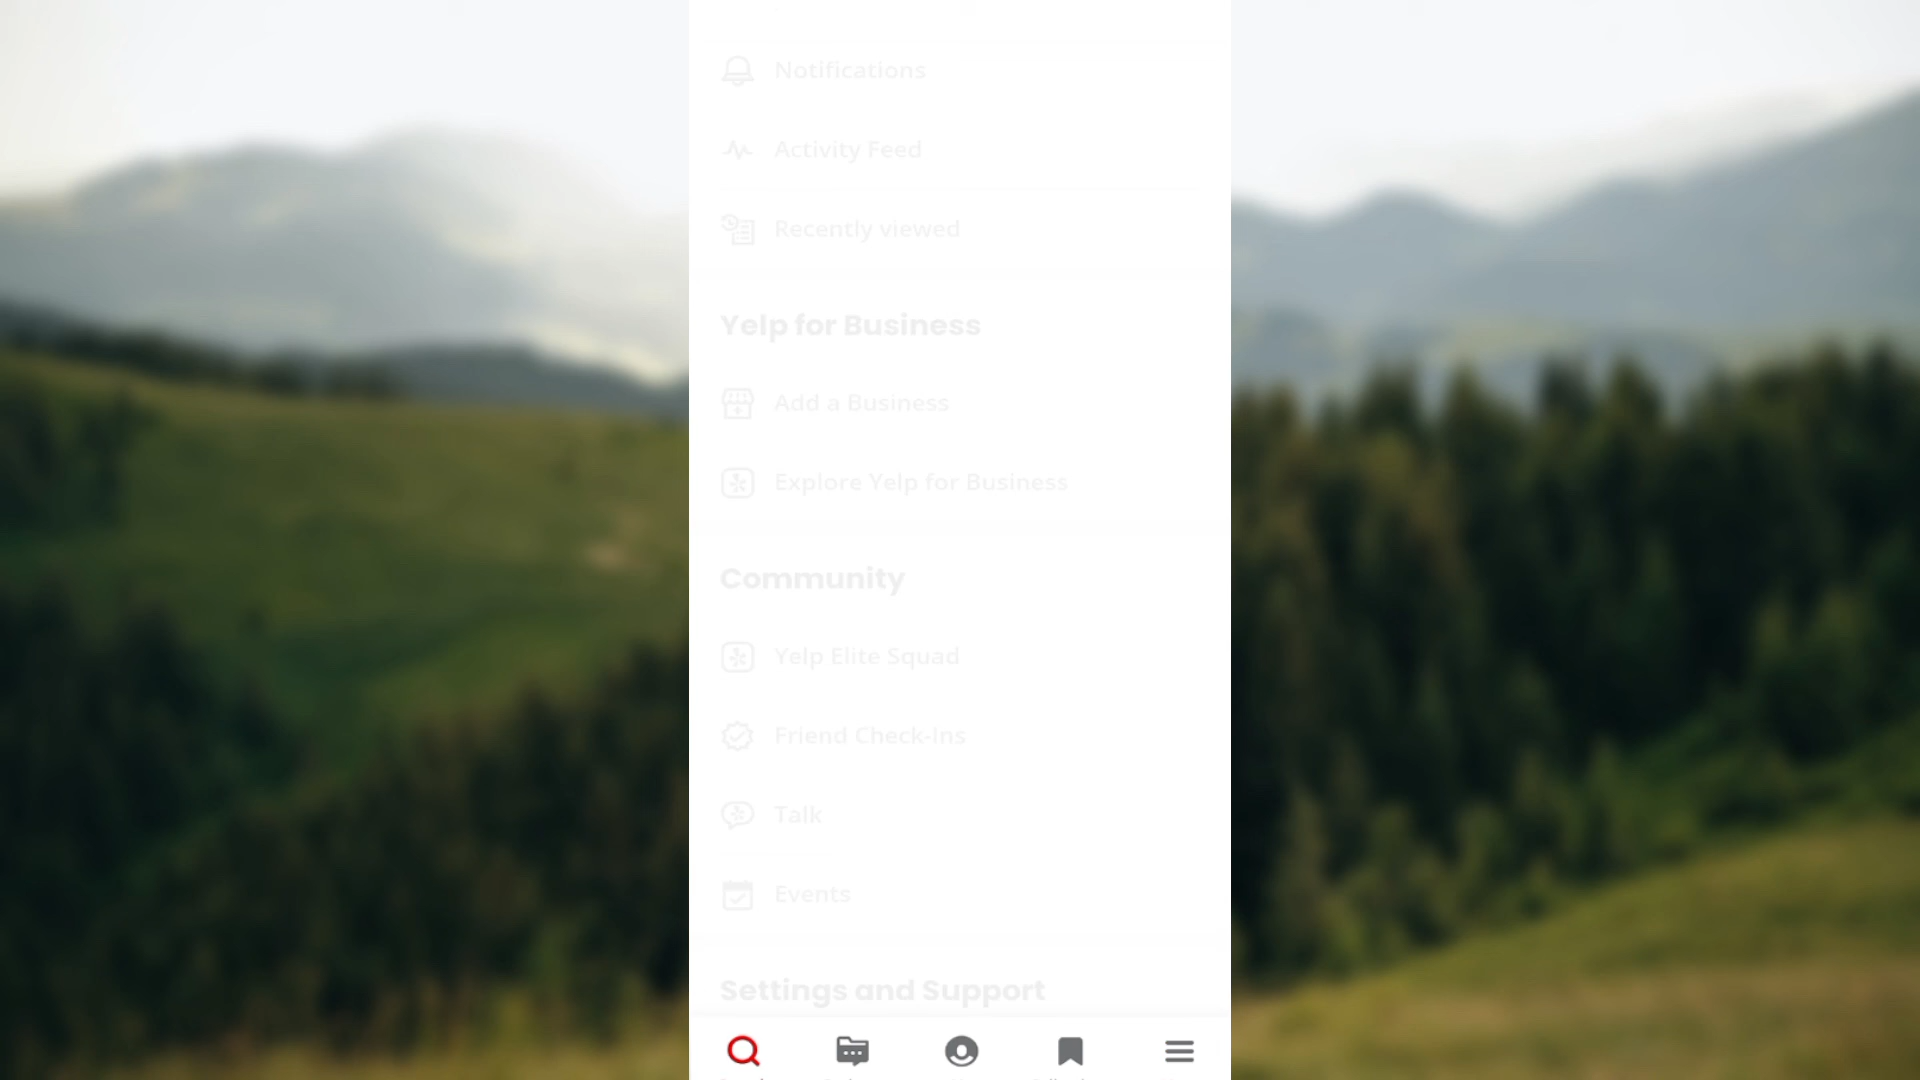 Notifications
Activity Feed
Recently viewed
Yelp for Business
Add a Business
Explore Yelp for Business
Community
Yelp Elite Squad
Friend Check-Ins
Talk
Events
Settings and Support